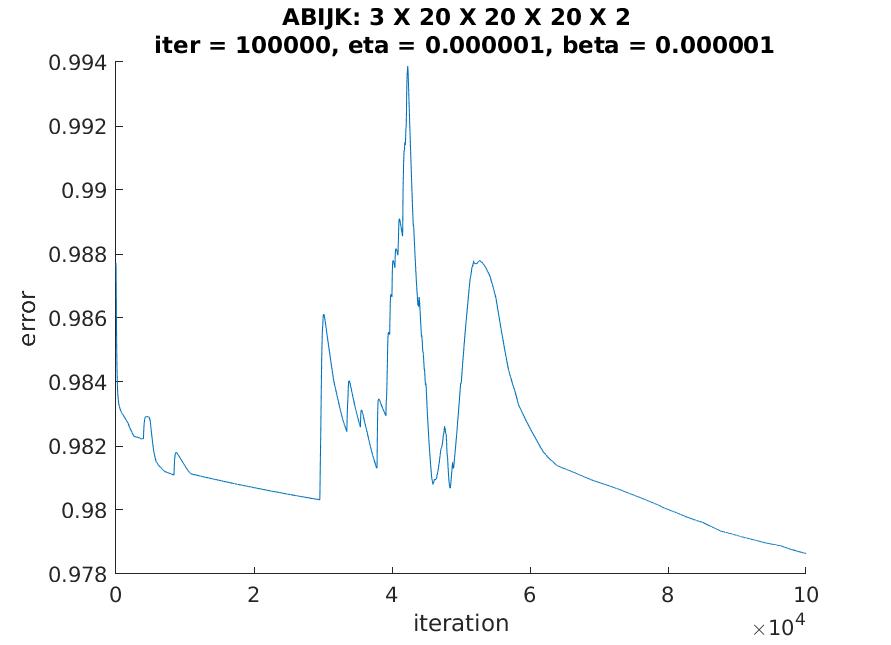 ABIJK: 3 X 20 X 20 X 20 X 2
iter = 100000, eta = 0.000001, beta = 0.000001
0.994
0.992
0.99
0.988
0.986
0.984
0.982
0.98
0.978
error
0 2 4 6 8 10
iteration
×10⁴